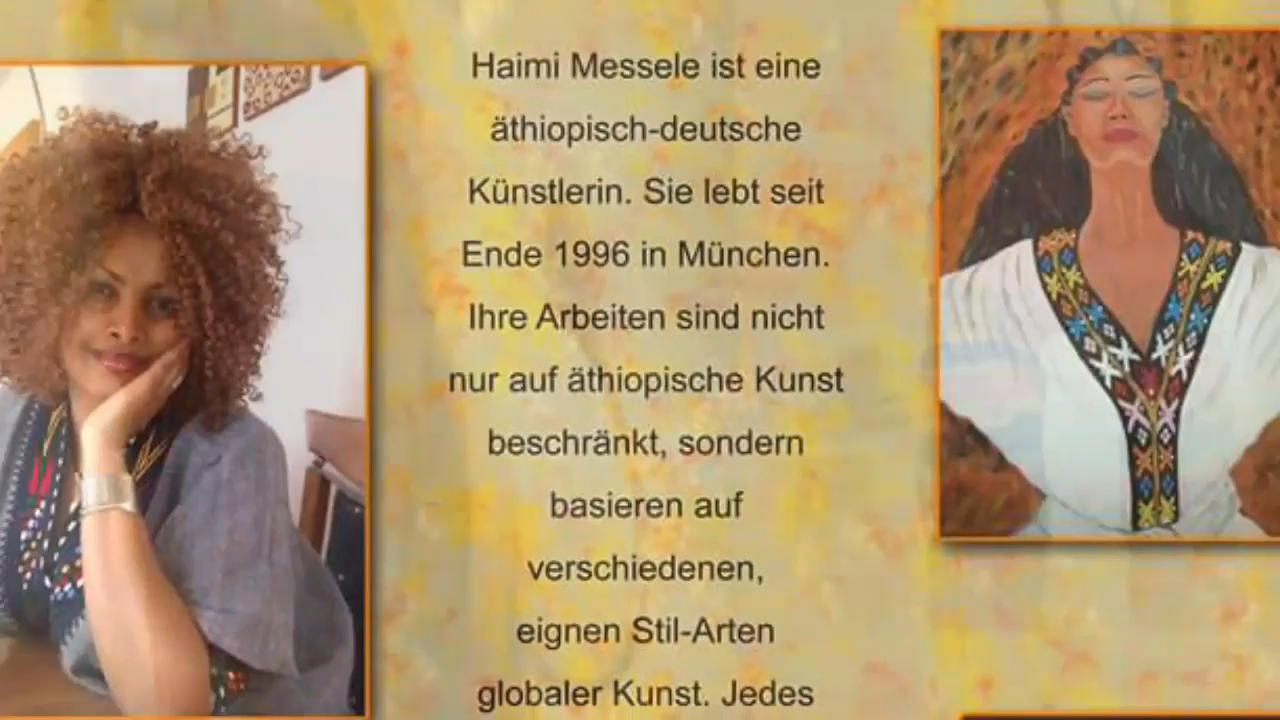 Haimi Messele ist eine
äthiopisch-deutsche
Künstlerin. Sie lebt seit
Ende 1996 in München.
Ihre Arbeiten sind nicht
nur auf äthiopische Kunst
beschränkt, sondern
basieren auf
verschiedenen,
eignen Stil-Arten
globaler Kunst. Jedes